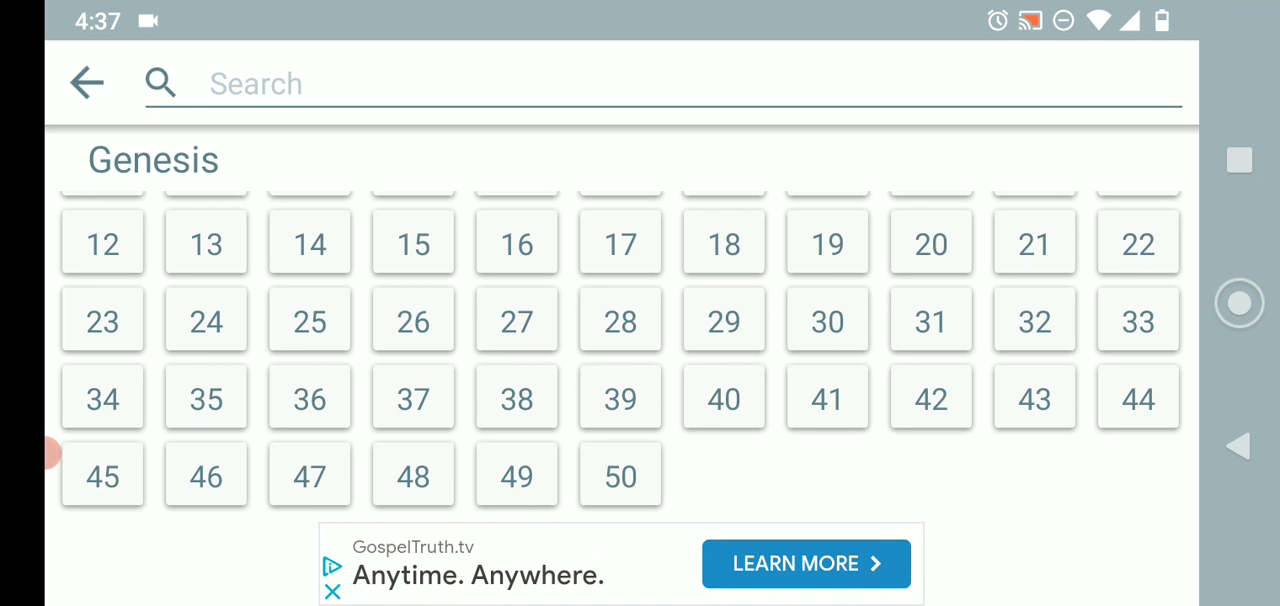 4:37
Search
Genesis
12 13 14 15 16 17 18 19 20 21 22
23 24 25 26 27 28 29 30 31 32 33
34 35 36 37 38 39 40 41 42 43 44
45 46 47 48 49 50
GospelTruth.tv
Anytime. Anywhere.
LEARN MORE